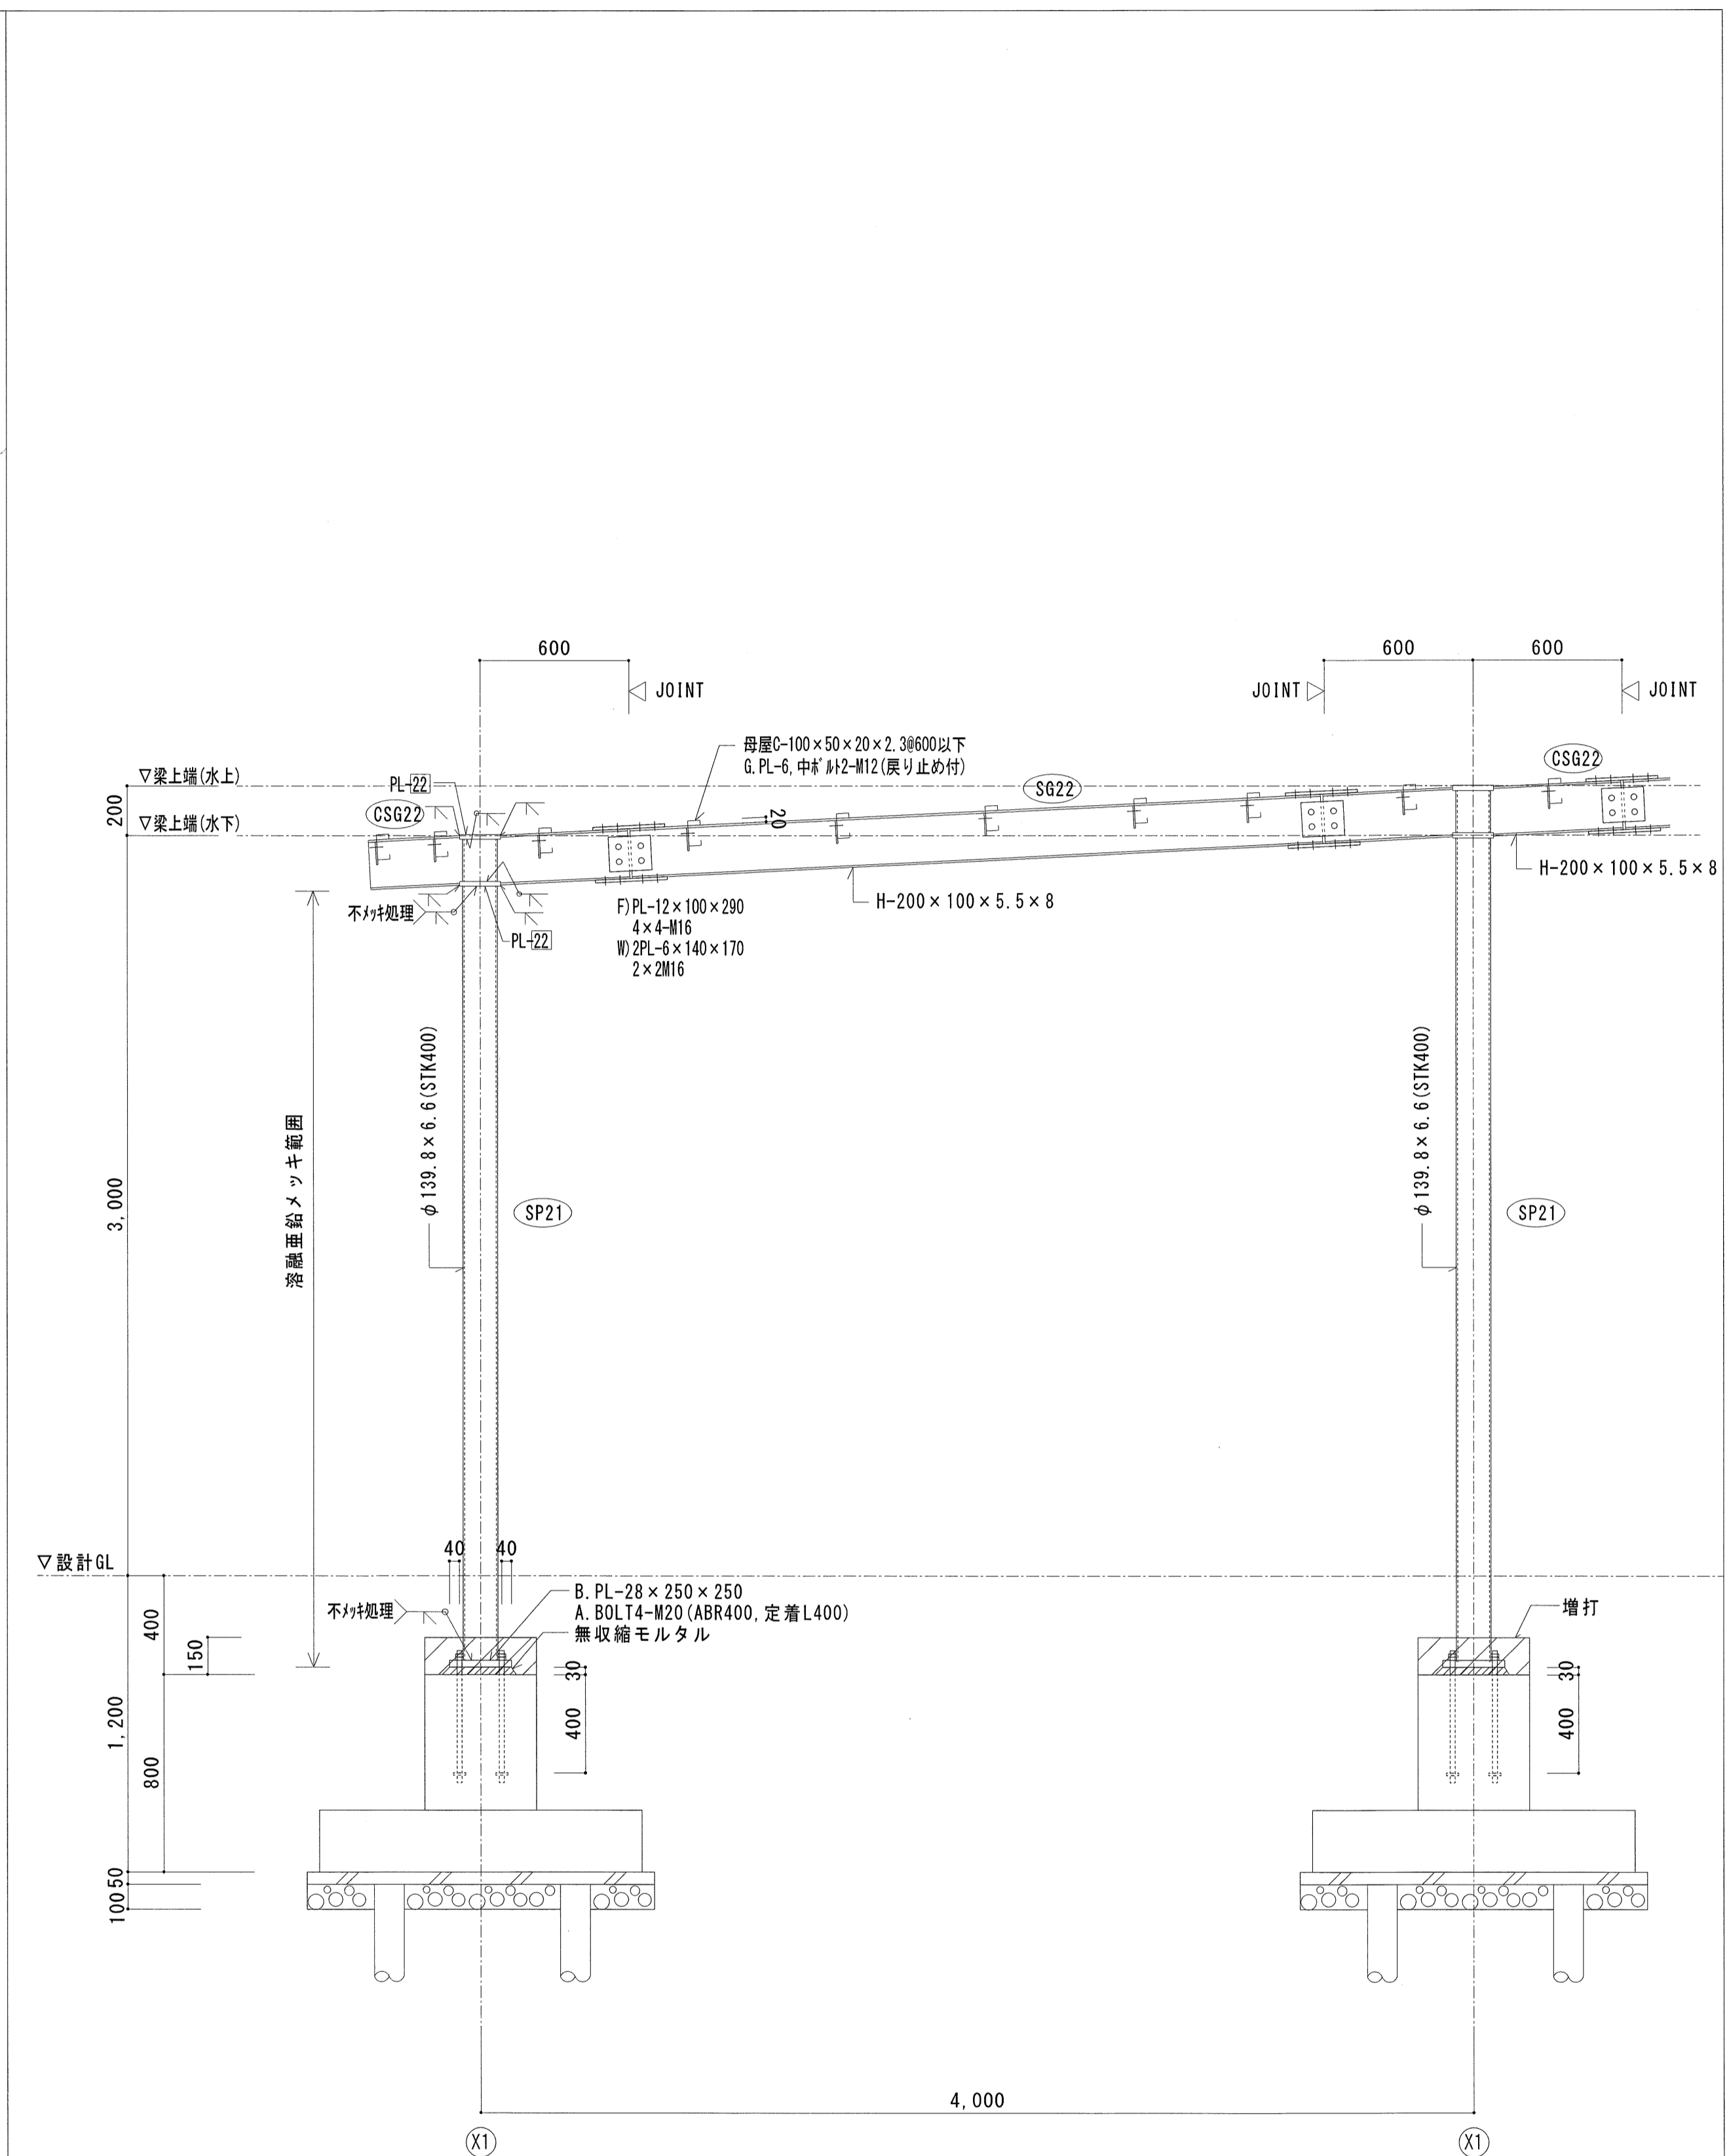 600
600
600
JOINT
JOINT
JOINT
母屋C-100×50×20×2.3@600以下
G.PL-6,中ボルト2-M12(戻り止め付)
CSG22
▽梁上端(水上)
PL-22
SG22
200
CSG22
20
▽梁上端(水下)
H-200×100×5.5×8
H-200×100×5.5×8
不メッキ処理
F)PL-12×100×290
4×4-M16
W)2PL-6×140×170
2×2M16
PL-22
φ139.8×6.6(STK400)
φ139.8×6.6(STK400)
溶融亜鉛メッキ範囲
3,000
SP21
SP21
40
40
▽設計GL
B.PL-28×250×250
A.BOLT4-M20(ABR400,定着L400)
無収縮モルタル
不メッキ処理
増打
400
150
30
30
1,200
400
400
800
50
100
4,000
X1
X1